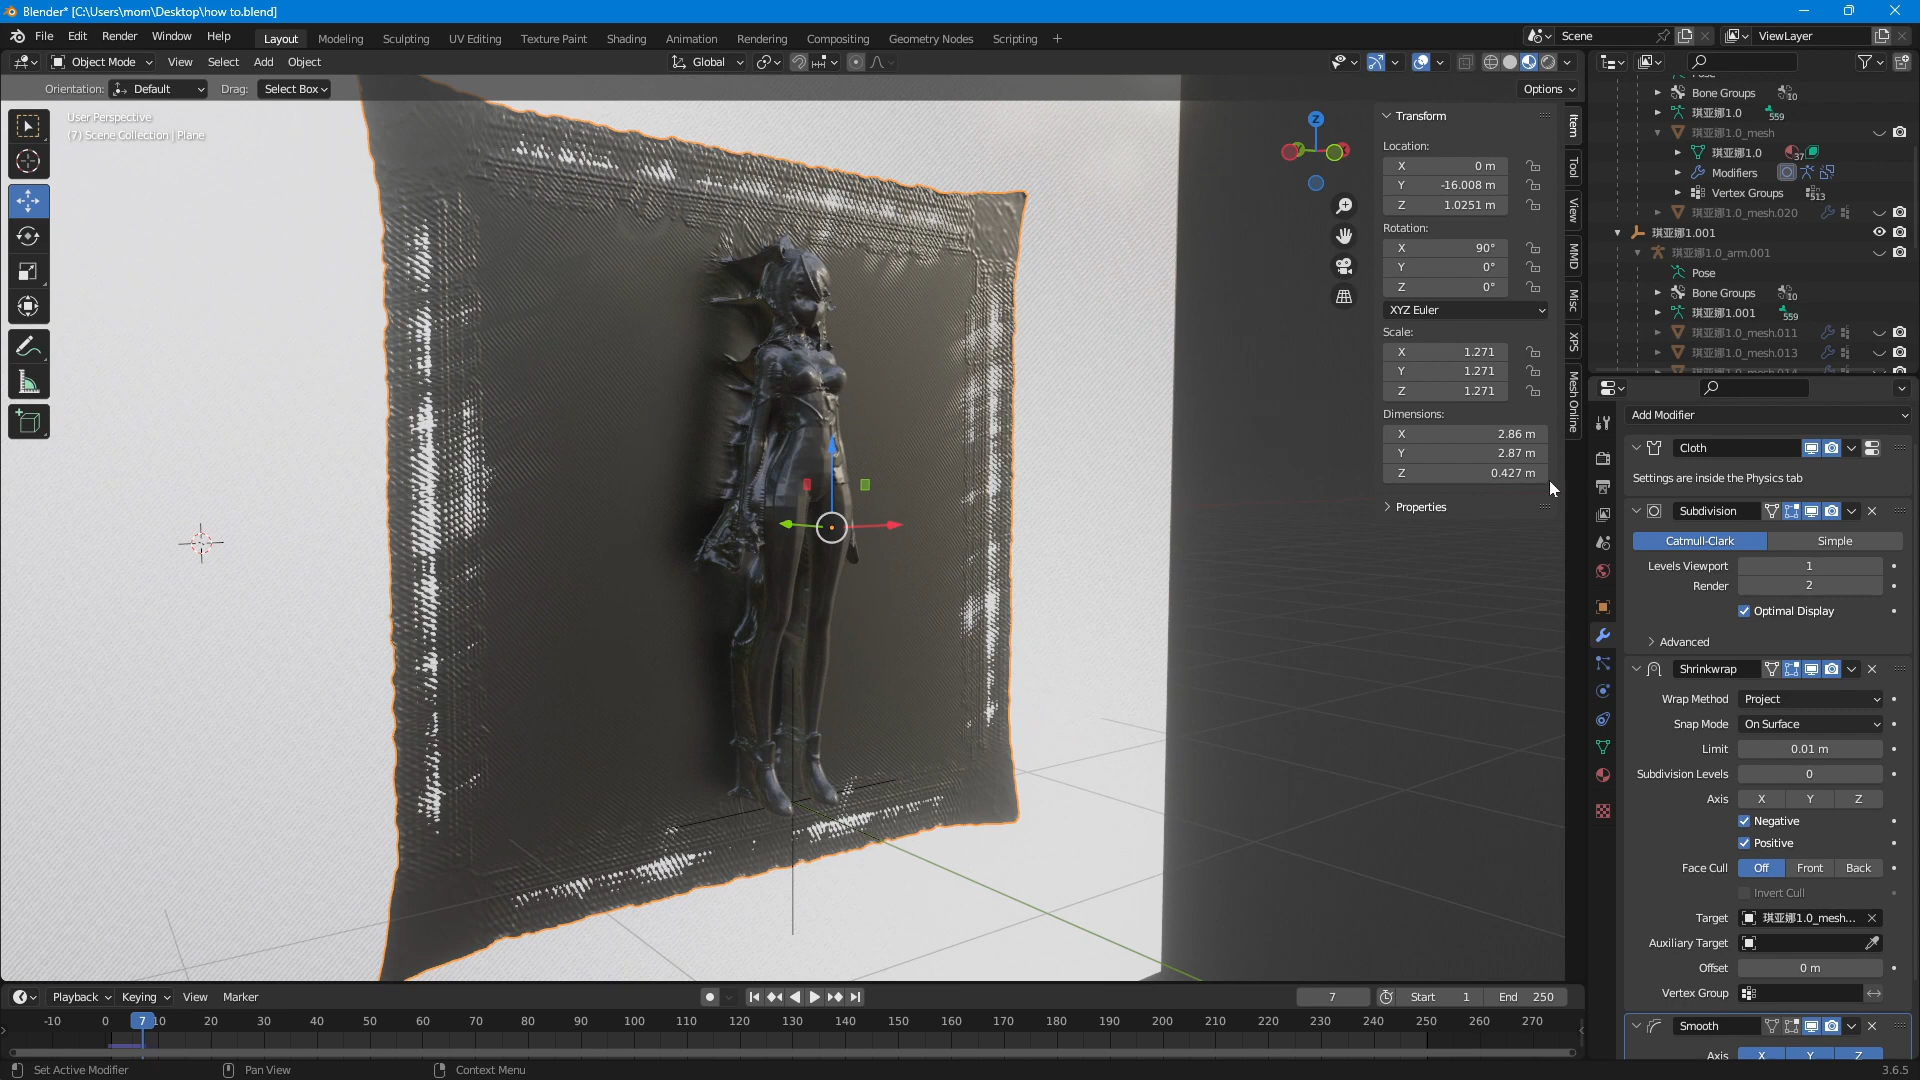 Blender* [C:\Users\mom\Desktop\how to.blend]
File Edit Render Window Help
Layout Modeling Sculpting UV Editing Texture Paint Shading Animation Rendering Compositing Geometry Nodes Scripting +
Scene
ViewLayer
Object Mode View Select Add Object
Global
Orientation: Default Drag: Select Box
Options
User Perspective
(7) Scene Collection | Plane
Z
Transform
Location:
X 0 m
Y -16.008 m
Z 1.0251 m
Rotation:
X 90°
Y 0°
Z 0°
XYZ Euler
Scale:
X 1.271
Y 1.271
Z 1.271
Dimensions:
X 2.86 m
Y 2.87 m
Z 0.427 m
Properties
Item
Tool
View
MMD
Misc
XPS
Mesh Online
Bone Groups 10
琪亚娜1.0 559
琪亚娜1.0_mesh
琪亚娜1.0 37
Modifiers
Vertex Groups 513
琪亚娜1.0_mesh.020
琪亚娜1.001
琪亚娜1.0_arm.001
Pose
Bone Groups 10
琪亚娜1.001 559
琪亚娜1.0_mesh.011
琪亚娜1.0_mesh.013
Add Modifier
Cloth
Settings are inside the Physics tab
Subdivision
Catmull-Clark Simple
Levels Viewport 1
Render 2
Optimal Display
Advanced
Shrinkwrap
Wrap Method Project
Snap Mode On Surface
Limit 0.01 m
Subdivision Levels 0
Axis X Y Z
Negative
Positive
Face Cull Off Front Back
Invert Cull
Target 琪亚娜1.0_mesh...
Auxiliary Target
Offset 0 m
Vertex Group
Smooth
Axis X Y Z
Playback Keying View Marker
7
Start 1 End 250
-10 0 7 10 20 30 40 50 60 70 80 90 100 110 120 130 140 150 160 170 180 190 200 210 220 230 240 250 260 270
Set Active Modifier
Pan View
Context Menu
3.6.5